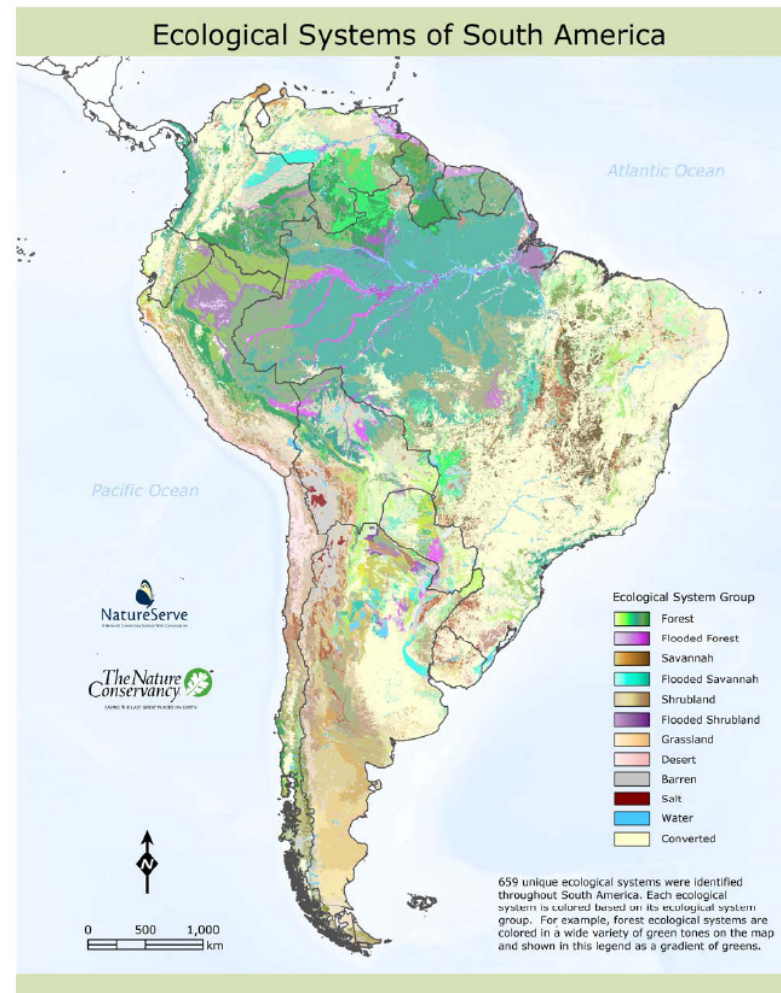 Ecological Systems of South America
Atlantic Ocean
Pacific Ocean
NatureServe
The Nature
Conservancy
SAVING THE LAST GREAT PLACES ON EARTH
Ecological System Group
Forest
Flooded Forest
Savannah
Flooded Savannah
Shrubland
Flooded Shrubland
Grassland
Desert
Barren
Salt
Water
Converted
N
0 500 1,000
km
659 unique ecological systems were identified
throughout South America. Each ecological
system is colored based on its ecological system
group. For example, forest ecological systems are
colored in a wide variety of green tones on the map
and shown in this legend as a gradient of greens.